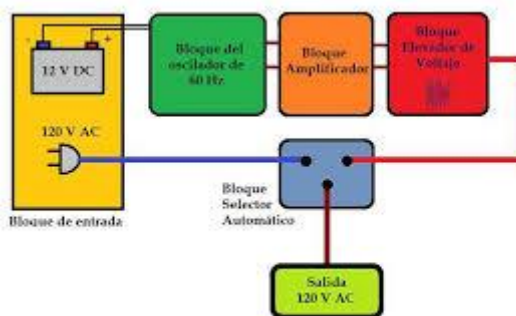 - +
12 V DC
120 V AC
Bloque de entrada
Bloque del
oscilador de
60 Hz
Bloque
Amplificador
Bloque
Elevador de
Voltaje
Bloque
Selector
Automático
Salida
120 V AC